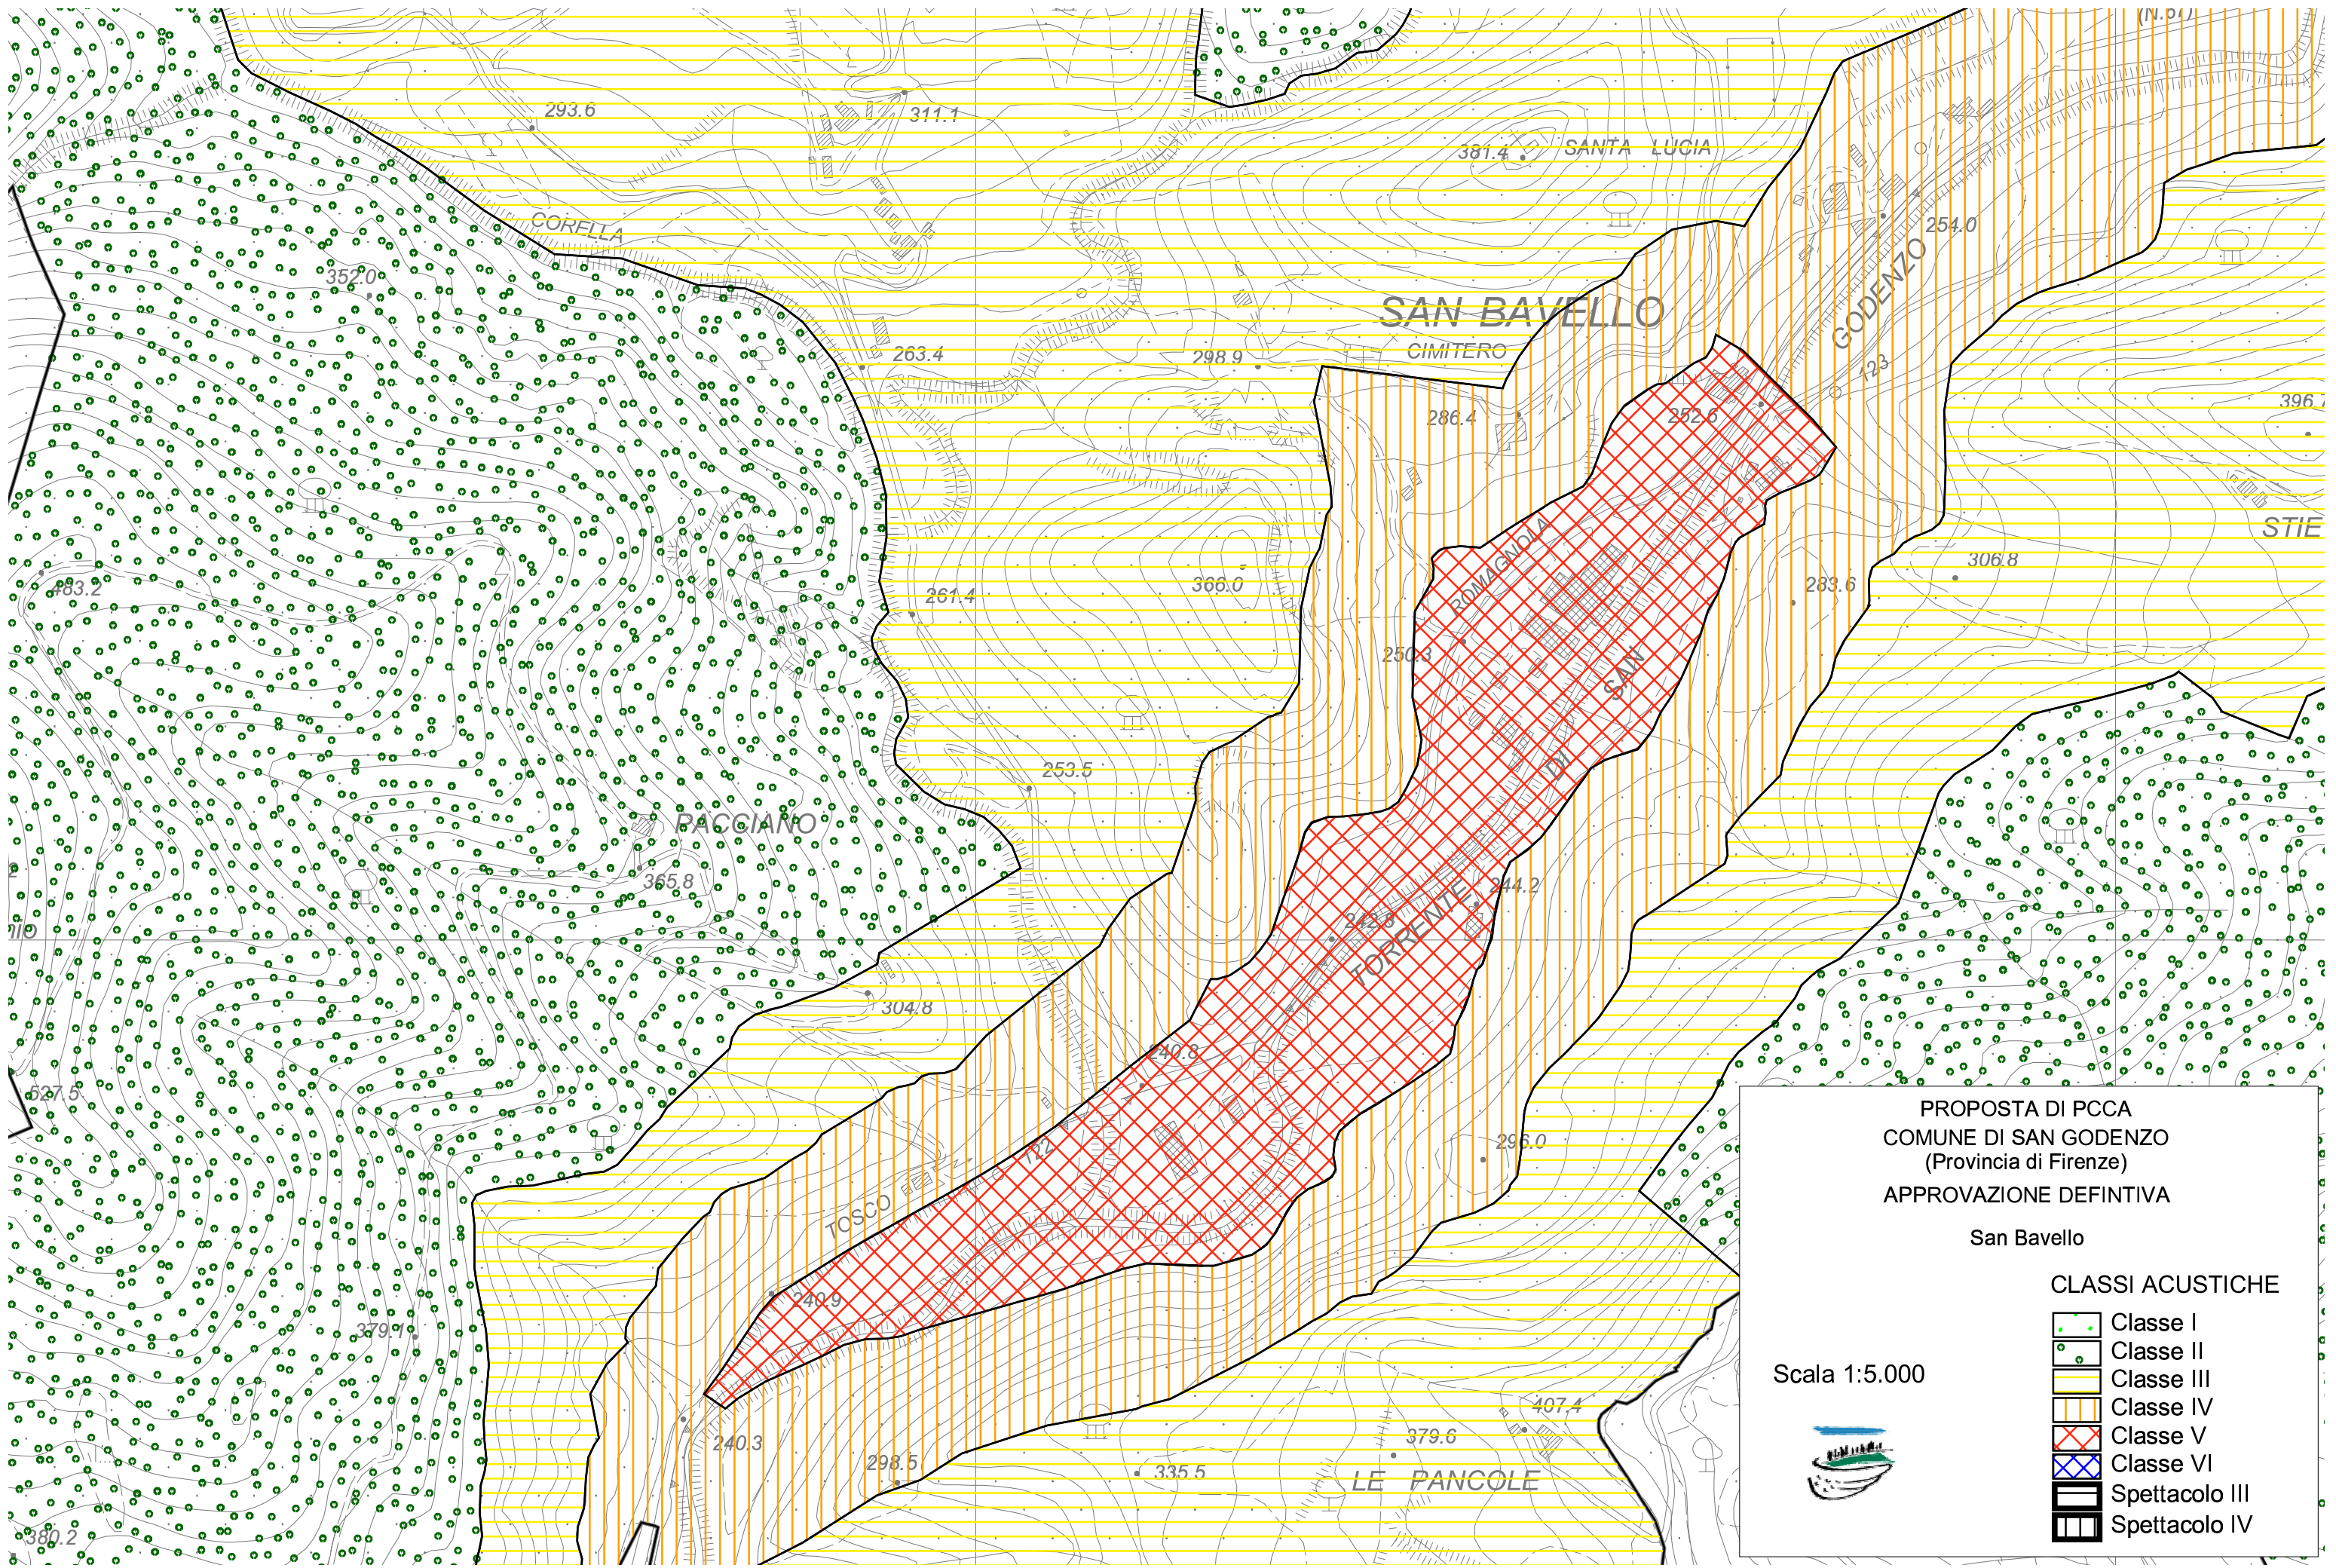 (N.67)
293.6
311.1
381.4
SANTA LUCIA
CORELLA
254.0
352.0
GODENZO
SAN BAVELLO
263.4
298.9
CIMITERO
123
396.7
286.4
252.6
STIE
ROMAGNOLA
306.8
483.2
261.4
366.0
283.6
250.3
SAN
253.5
DI
PACCIANO
365.8
244.2
242.6
TORRENTE
nio
304.8
240.8
527.5
296.0
122
TOSCO
240.9
379.1
407.4
240.3
379.6
298.5
335.5
LE PANCOLE
380.2
PROPOSTA DI PCCA
COMUNE DI SAN GODENZO
(Provincia di Firenze)
APPROVAZIONE DEFINTIVA
San Bavello
CLASSI ACUSTICHE
Classe I
Classe II
Classe III
Scala 1:5.000
Classe IV
Classe V
Classe VI
Spettacolo III
Spettacolo IV